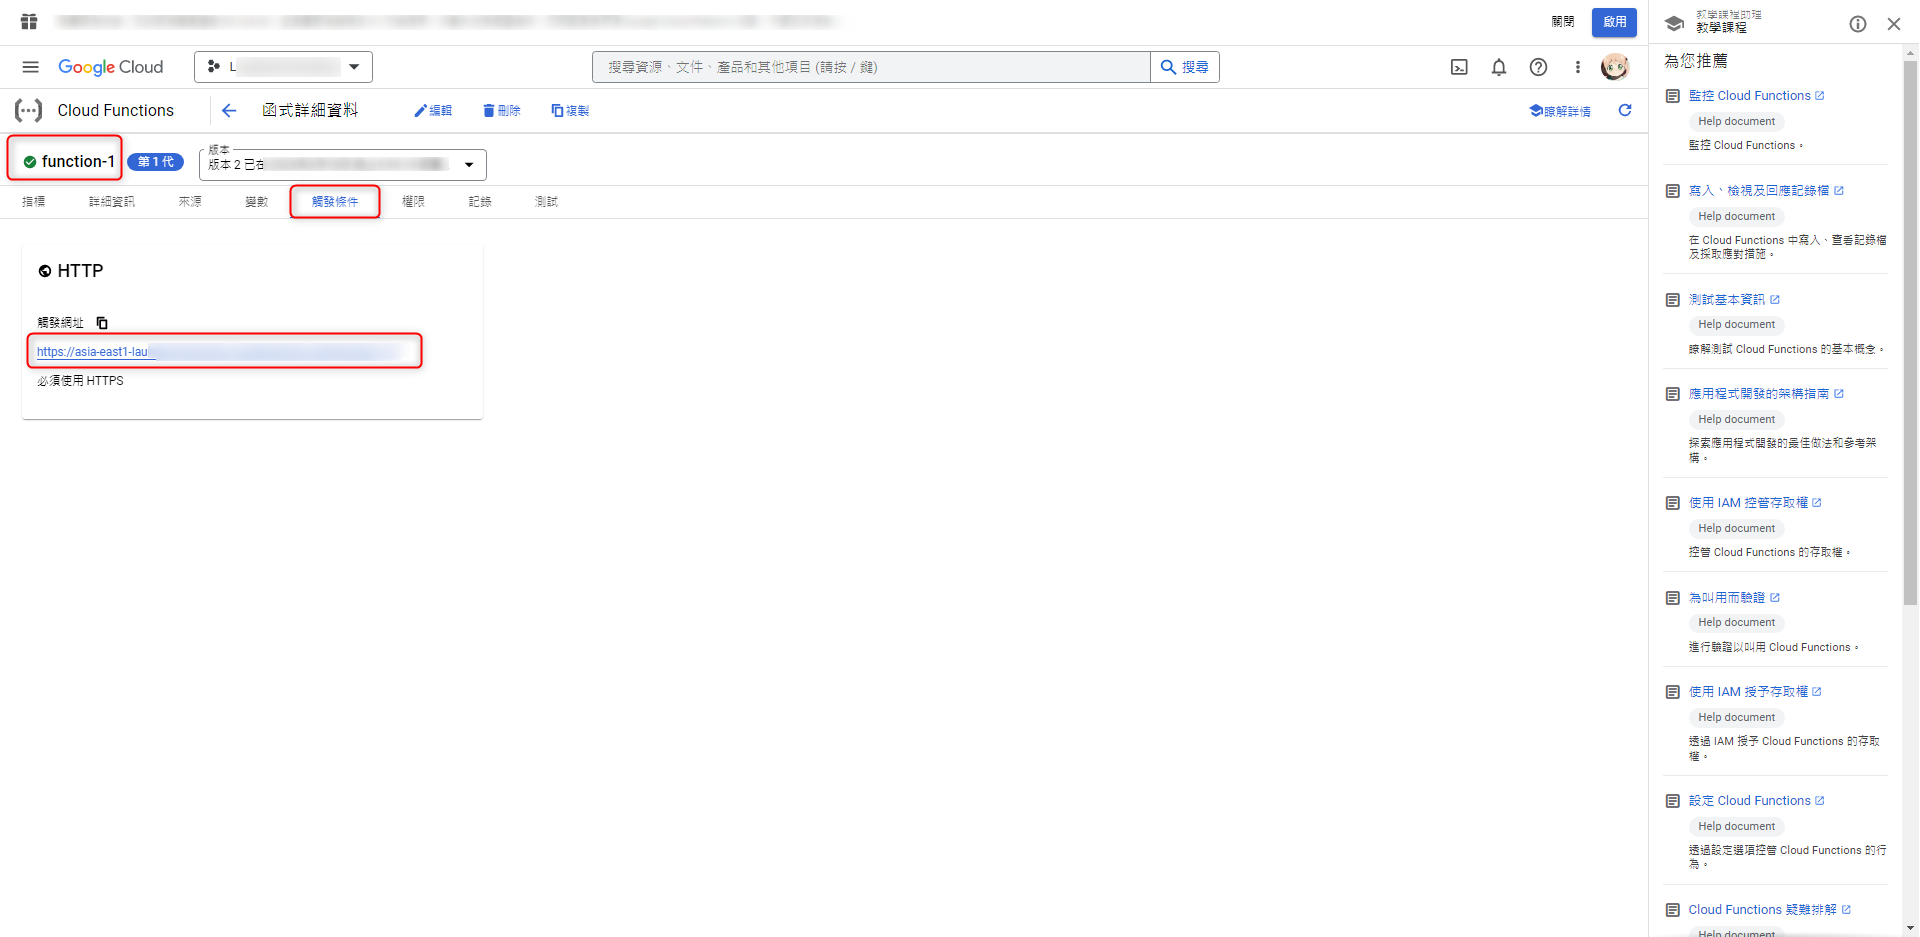 關閉
啟用
教學課程助理
教學課程
Google Cloud
L
搜尋資源、文件、產品和其他項目 (請按 / 鍵)
搜尋
為您推薦
Cloud Functions
函式詳細資料
編輯
刪除
複製
瞭解詳情
function-1
第 1 代
版本
版本 2 已在
指標
詳細資訊
來源
變數
觸發條件
權限
記錄
測試
HTTP
觸發網址
https://asia-east1-lau
必須使用 HTTPS
監控 Cloud Functions
Help document
監控 Cloud Functions。
寫入、檢視及回應記錄檔
Help document
在 Cloud Functions 中寫入、查看記錄檔
及採取應對措施。
測試基本資訊
Help document
瞭解測試 Cloud Functions 的基本概念。
應用程式開發的架構指南
Help document
探索應用程式開發的最佳做法和參考架
構。
使用 IAM 控管存取權
Help document
控管 Cloud Functions 的存取權。
為叫用而驗證
Help document
進行驗證以叫用 Cloud Functions。
使用 IAM 授予存取權
Help document
透過 IAM 授予 Cloud Functions 的存取
權。
設定 Cloud Functions
Help document
透過設定選項控管 Cloud Functions 的行
為。
Cloud Functions 疑難排解
Help document